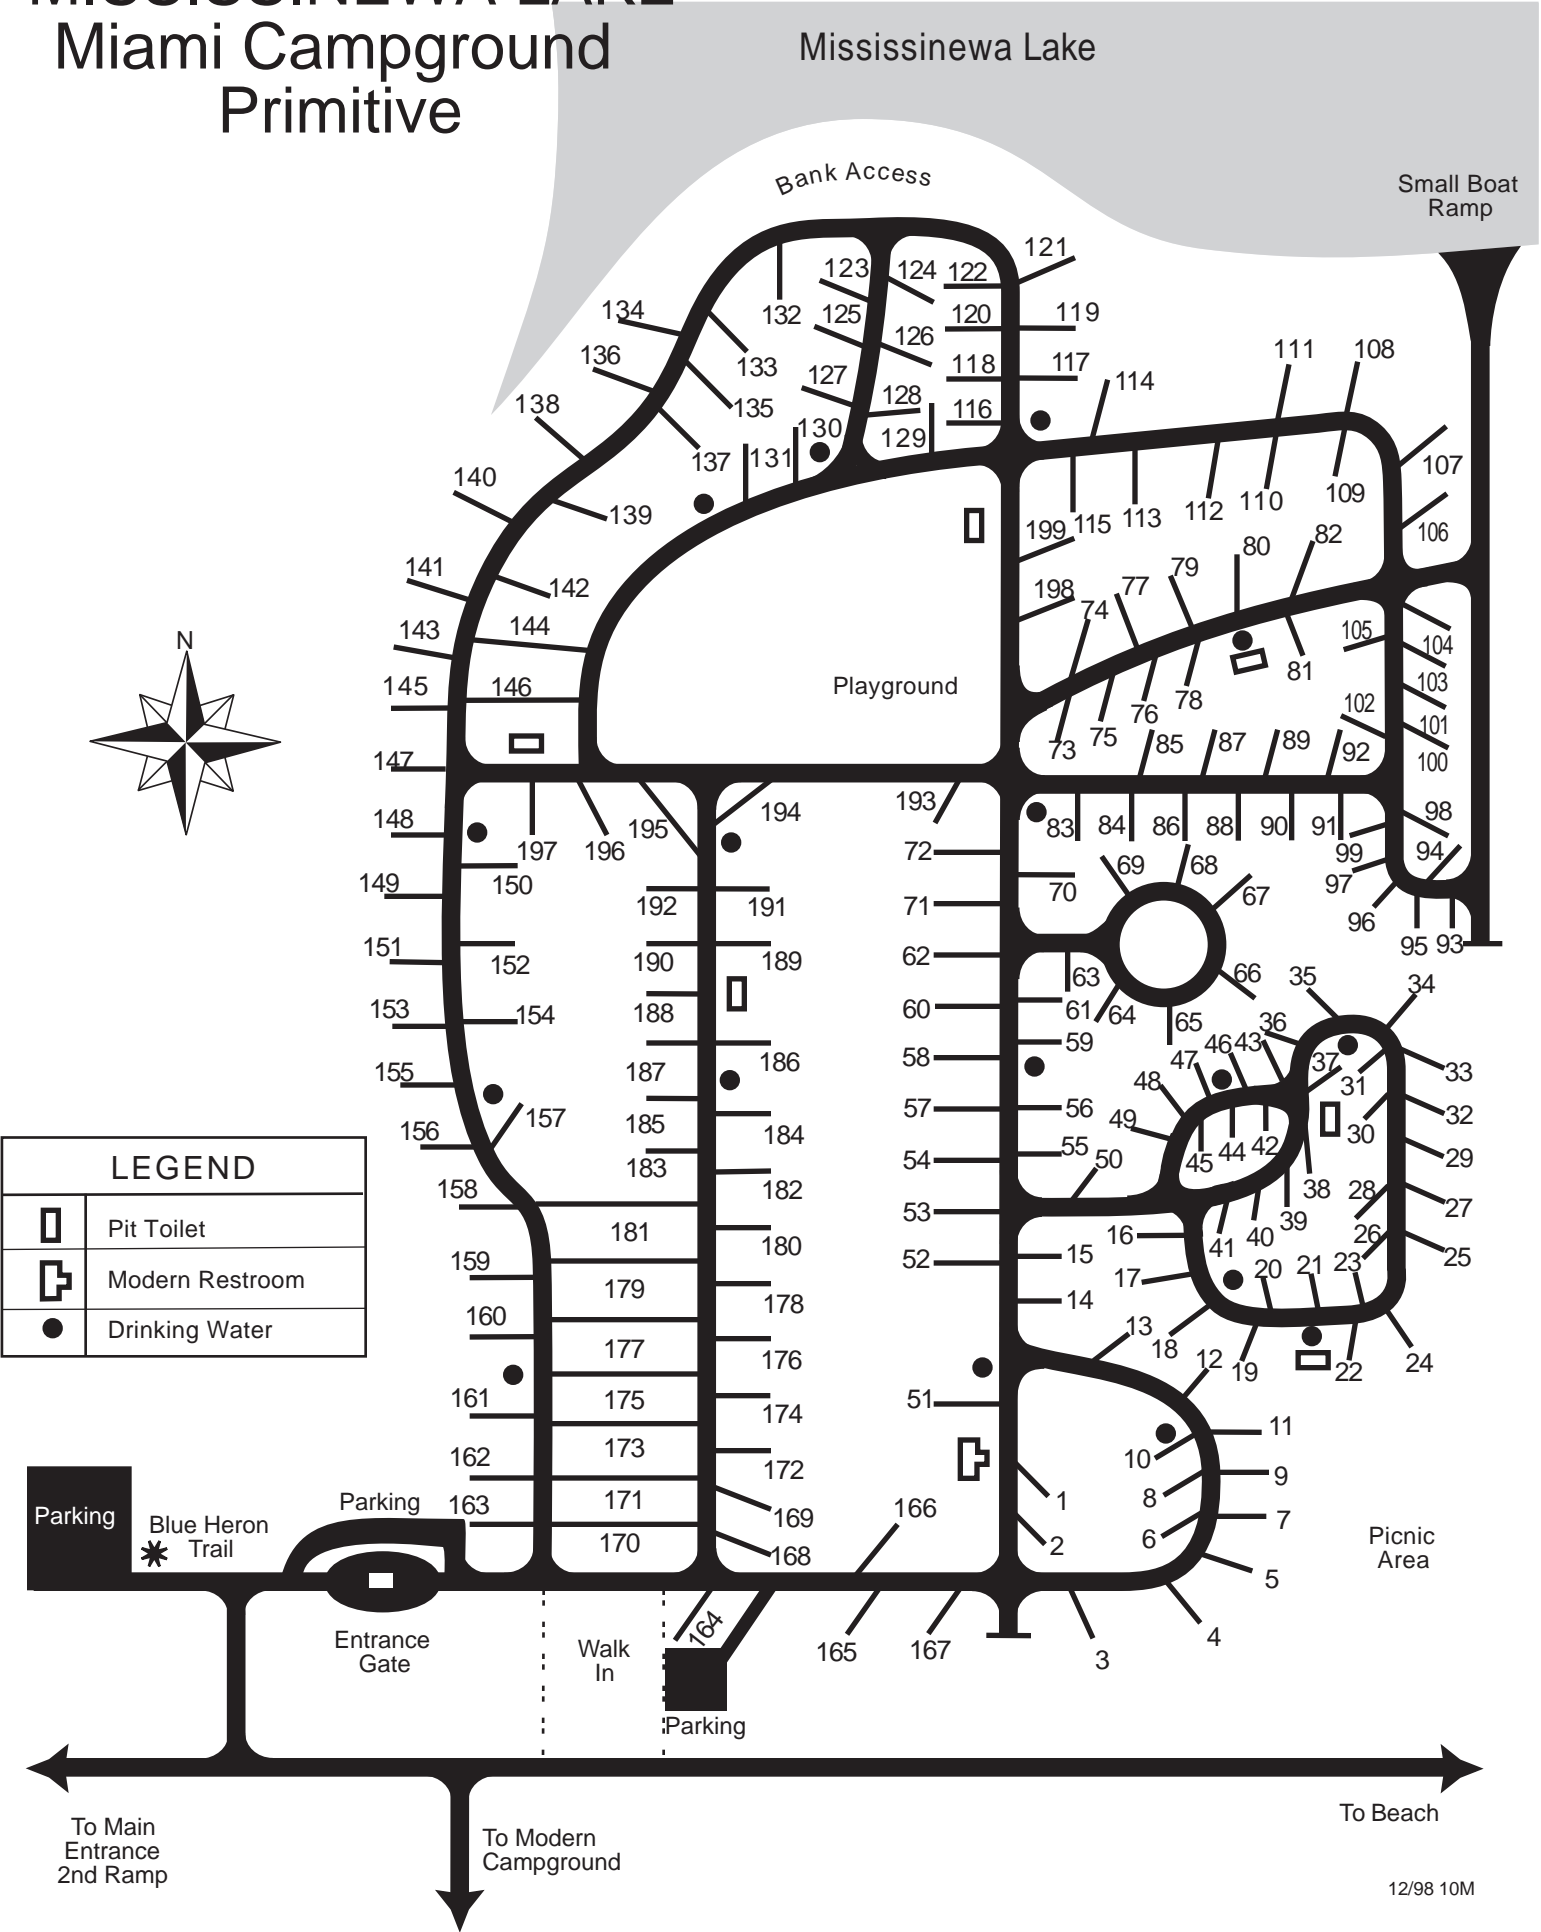 MISSISSINEWA LAKE
Miami Campground
Primitive
Mississinewa Lake
Bank Access
Small Boat
Ramp
121
123 124 122
134 132 125 120 119
126
136 133 127 118 117 111 108
114
138 135 128 116
130
137 131 129
107
140 139 109
112 110
199 115 113 106
80 82
141 142 79
198 77
74
143 144 105 104
81
145 146 Playground 103
78 102
76 101
75
147 73 85 87 89 92 100
N
148 195 194 193 83 84 86 88 90 91 98
197 196 72 99 94
149 150 69 68 97
192 191 71 70 67 96
95 93
151 152 190 189 62
63 66 35 34
153 154 188 60 61 64 65
36
187 186 58 59 46 43
47 37 33
155 48 31
157 185 57 56 49 32
156 184 30
183 54 55 50 45 44 42 29
158 182 38 28
53 39 27
181 180 16 41 40 26
159 52 15 20 21 23 25
179 178 17
160 14
177 13
176 18 12 19 22 24
161 175 51
174 11
173 10
162 172 9
8
163 171 169 166 1 7
170 6
168 2
5
164 165 167 4
3
LEGEND
Pit Toilet
Modern Restroom
Drinking Water
Parking
Blue Heron
Trail
Parking
Picnic
Area
Entrance
Gate
Walk
In
Parking
To Main
Entrance
2nd Ramp
To Modern
Campground
To Beach
12/98 10M